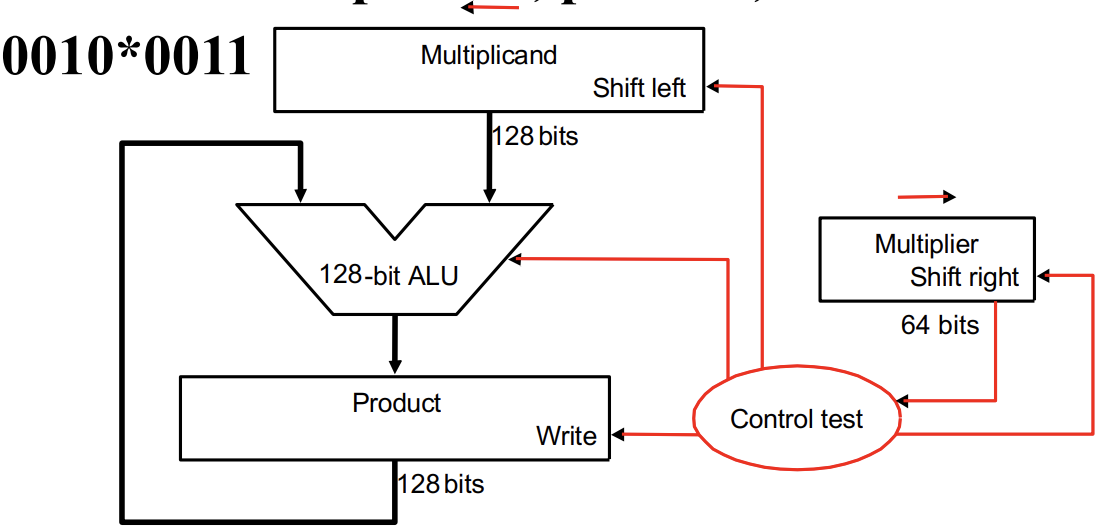 0010*0011
Multiplicand
Shift left
128 bits
128-bit ALU
Multiplier
Shift right
64 bits
Product
Write
Control test
128 bits